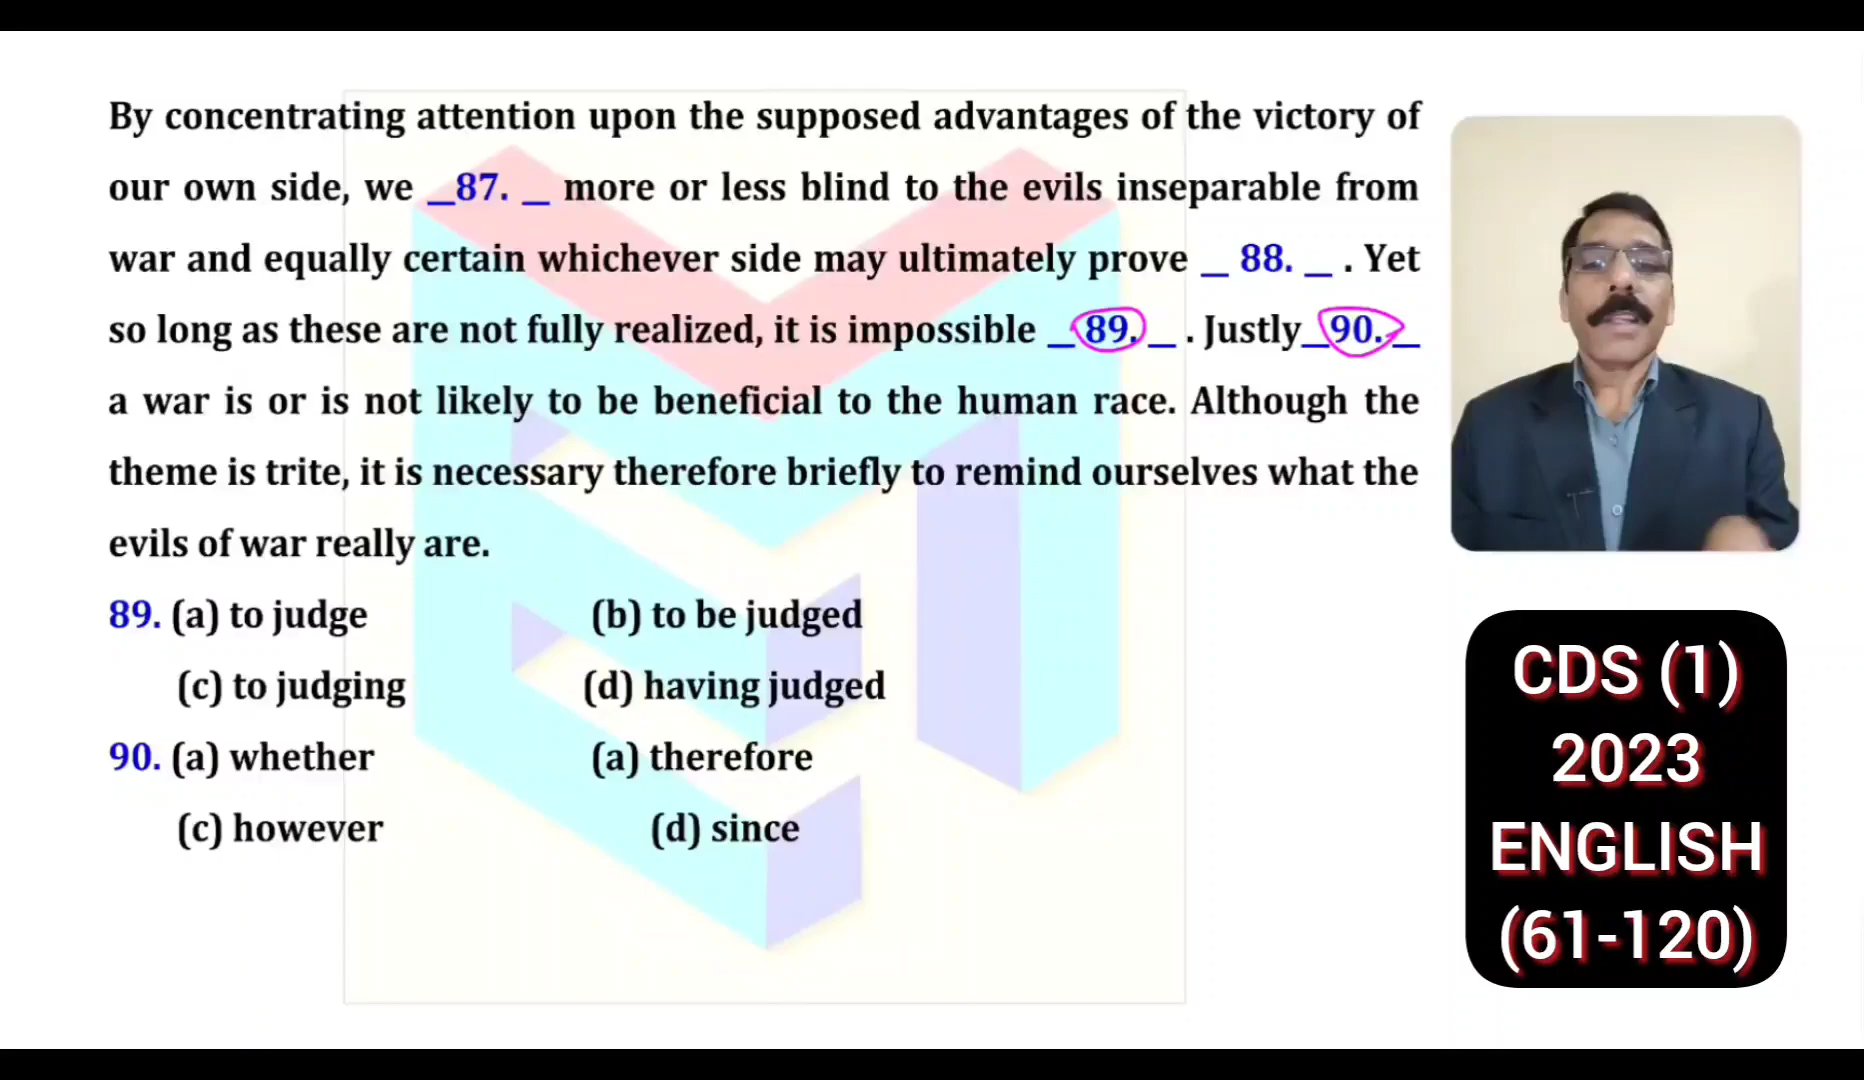 By concentrating attention upon the supposed advantages of the victory of
our own side, we _87. _ more or less blind to the evils inseparable from
war and equally certain whichever side may ultimately prove _ 88. _ . Yet
so long as these are not fully realized, it is impossible _ 89. _ . Justly_90._
a war is or is not likely to be beneficial to the human race. Although the
theme is trite, it is necessary therefore briefly to remind ourselves what the
evils of war really are.
89. (a) to judge (b) to be judged
(c) to judging (d) having judged
90. (a) whether (a) therefore
(c) however (d) since
CDS (1)
2023
ENGLISH
(61-120)